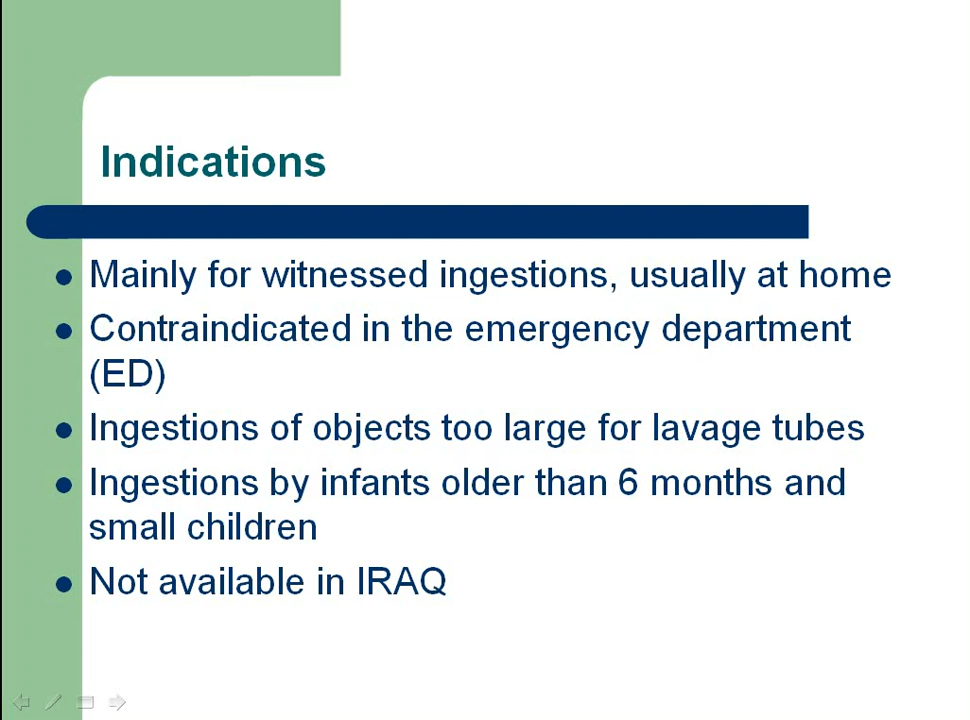 Indications
Mainly for witnessed ingestions, usually at home
Contraindicated in the emergency department
(ED)
Ingestions of objects too large for lavage tubes
Ingestions by infants older than 6 months and
small children
Not available in IRAQ